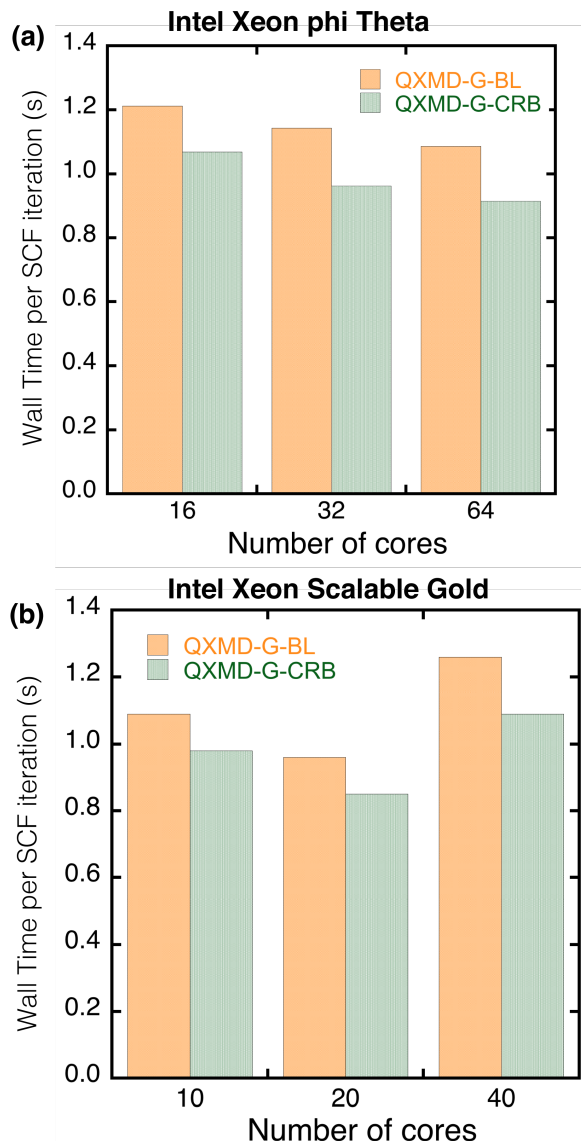 (a)
Intel Xeon phi Theta
1.4
1.2
1.0
0.8
0.6
0.4
0.2
0.0
Wall Time per SCF iteration (s)
QXMD-G-BL
QXMD-G-CRB
16 32 64
Number of cores
(b)
Intel Xeon Scalable Gold
1.4
1.2
1.0
0.8
0.6
0.4
0.2
0.0
Wall Time per SCF iteration (s)
QXMD-G-BL
QXMD-G-CRB
10 20 40
Number of cores